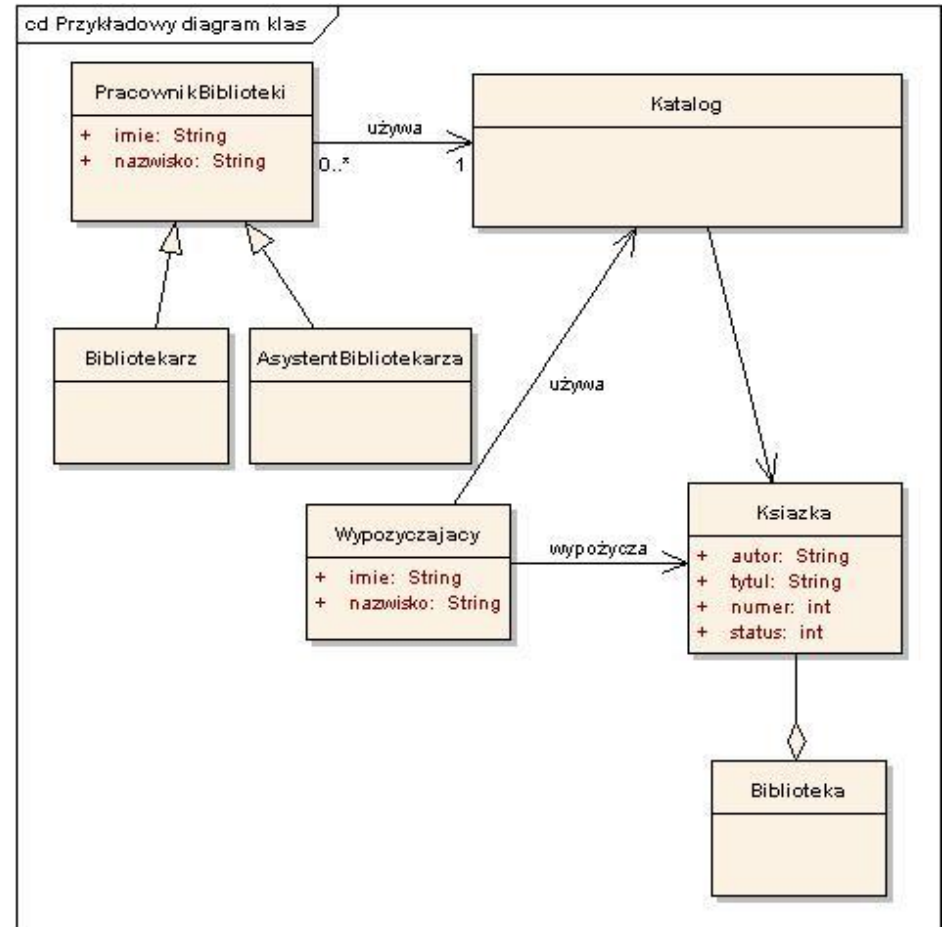 cd Przykładowy diagram klas
PracownikBiblioteki
+ imie: String
+ nazwisko: String
używa
0..*
1
Katalog
Bibliotekarz
AsystentBibliotekarza
używa
Wypozyczajacy
+ imie: String
+ nazwisko: String
wypożycza
Ksiazka
+ autor: String
+ tytul: String
+ numer: int
+ status: int
Biblioteka